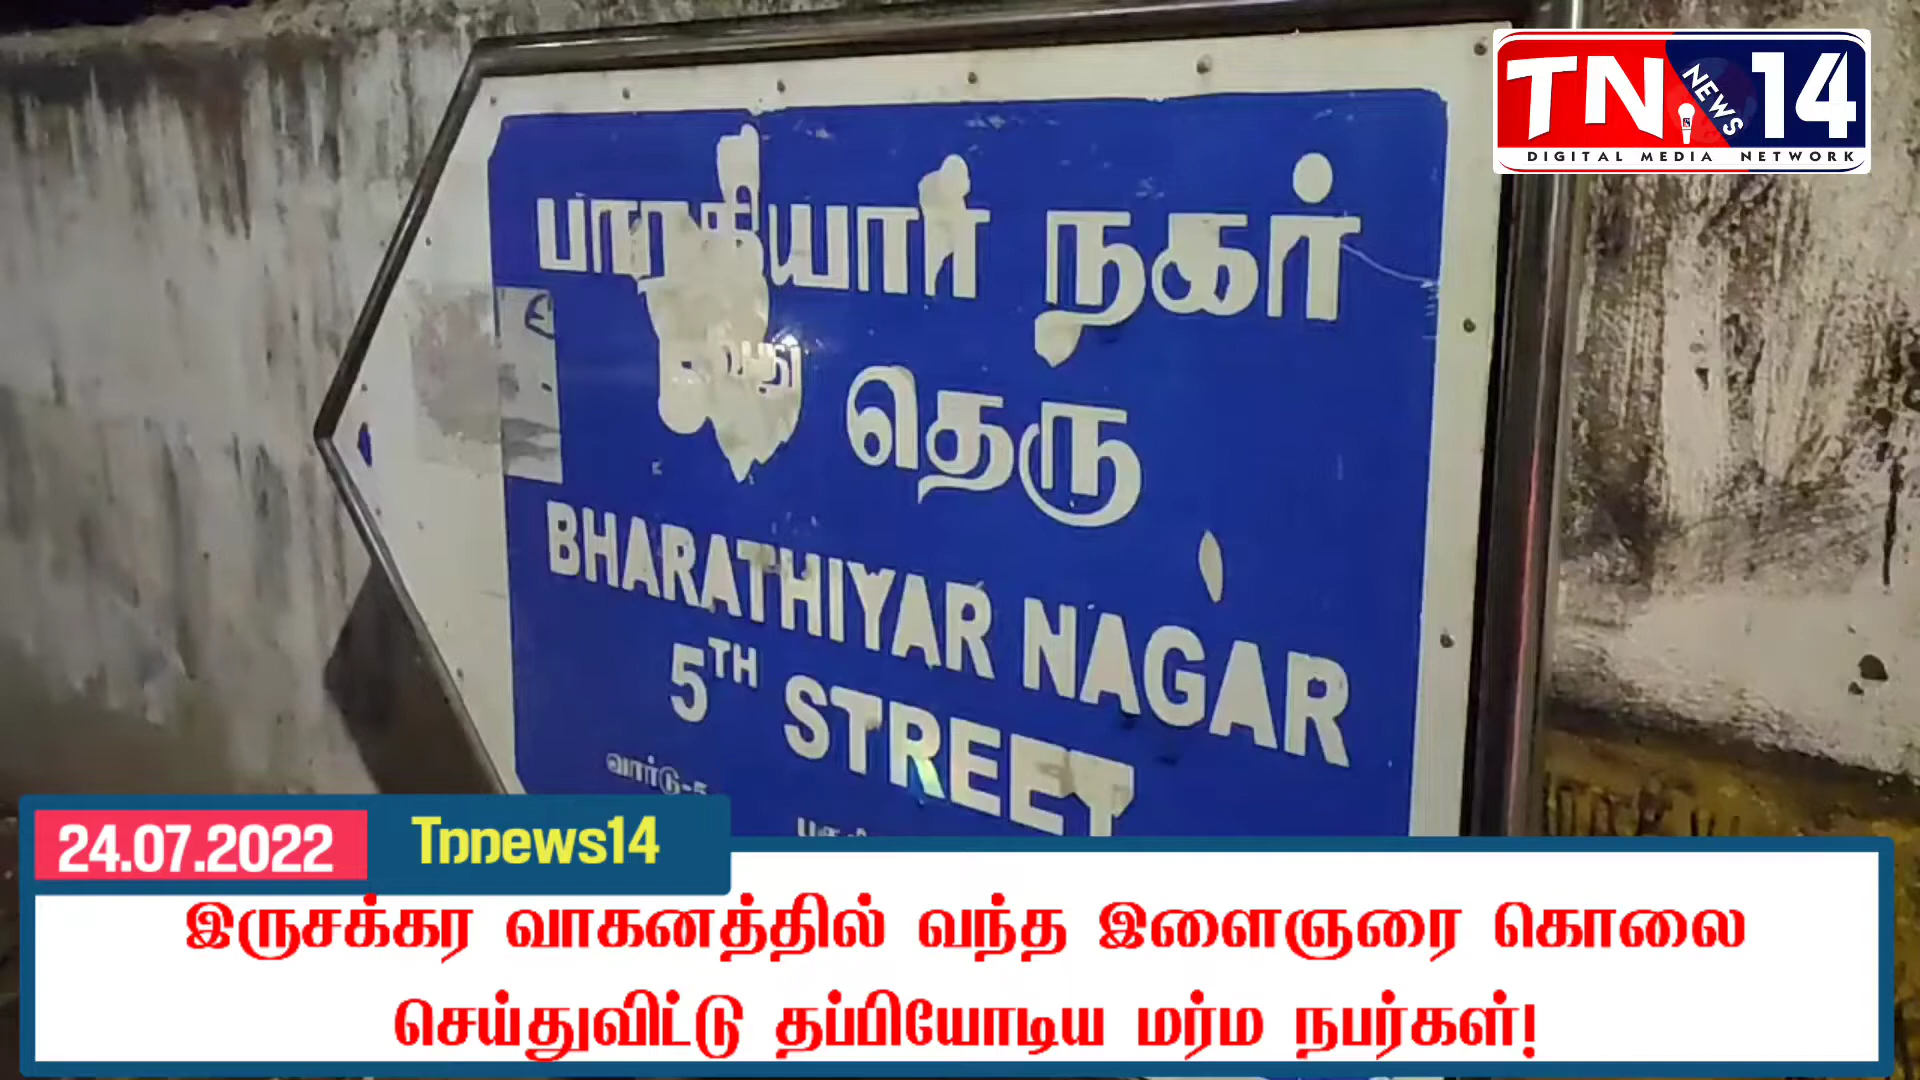 TN NEWS 14
DIGITAL MEDIA NETWORK
பாரதியார் நகர்
தெரு
BHARATHIYAR NAGAR
5TH STREET
வார்டு-5
24.07.2022
Tnnews14
இருசக்கர வாகனத்தில் வந்த இளைஞரை கொலை
செய்துவிட்டு தப்பியோடிய மர்ம நபர்கள்!